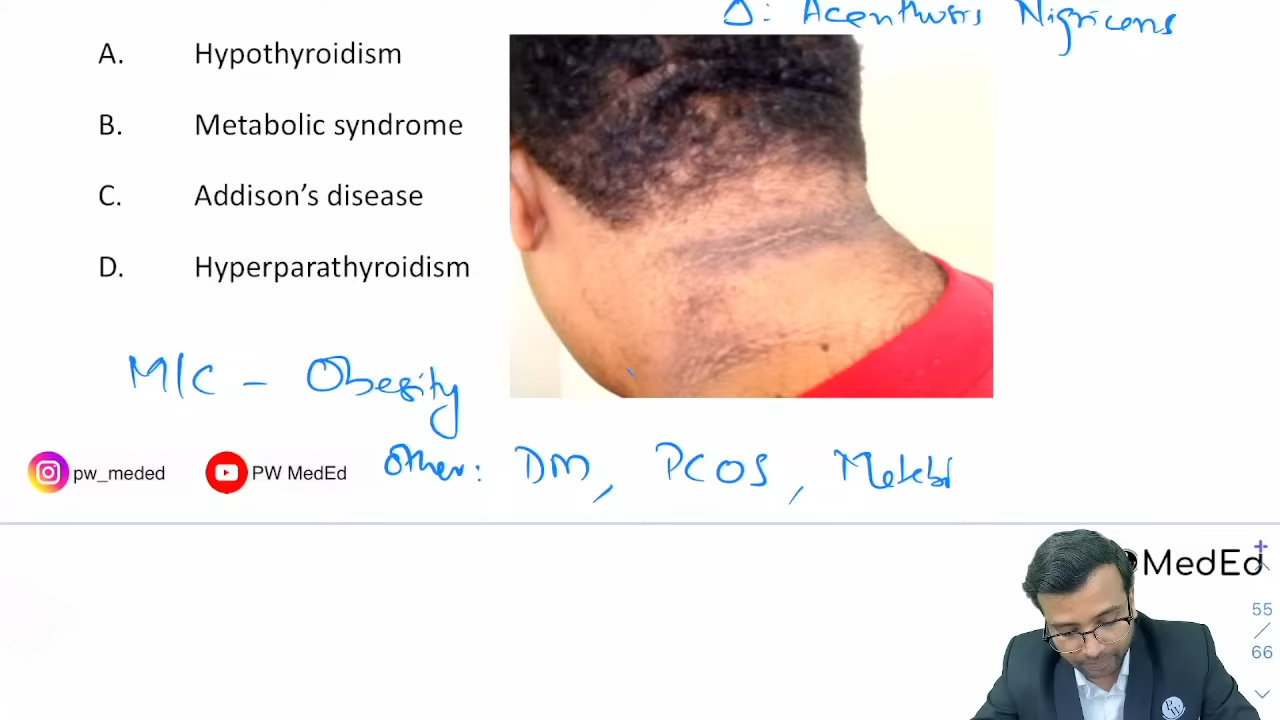 Δ: Acanthosis Nigricans
A. Hypothyroidism
B. Metabolic syndrome
C. Addison’s disease
D. Hyperparathyroidism
M/C – Obesity
pw_meded PW MedEd
Other: DM, PCOS, Metab
MedEd
55
/
66